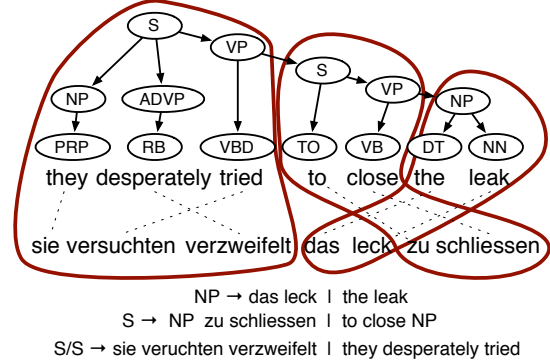 S
VP
S
VP
NP ADVP NP
PRP RB VBD TO VB DT NN
they desperately tried to close the leak
sie versuchten verzweifelt das leck zu schliessen
NP → das leck | the leak
S → NP zu schliessen | to close NP
S/S → sie veruchten verzweifelt | they desperately tried